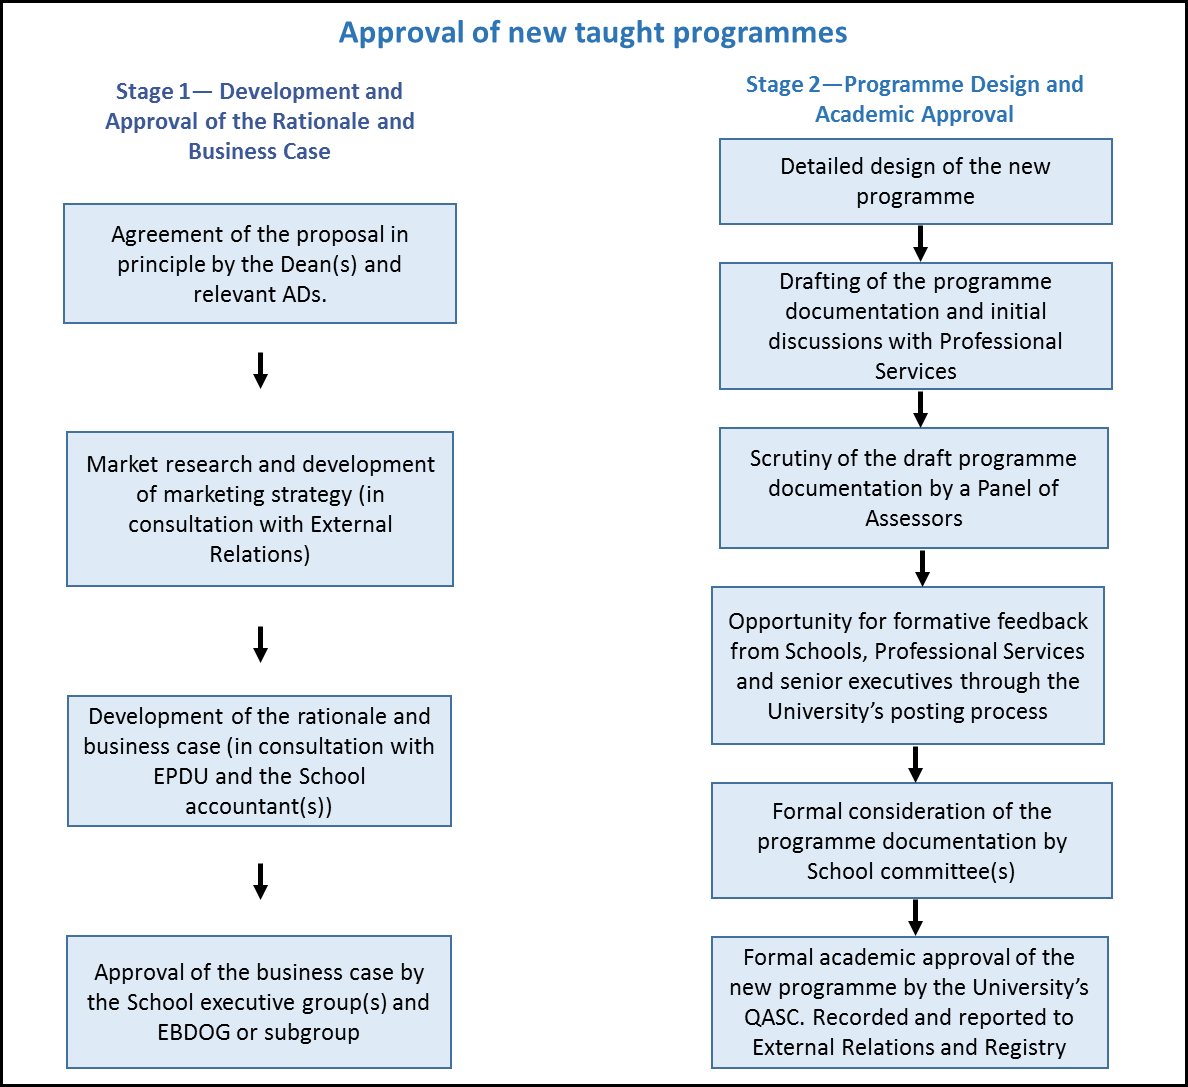 Approval of new taught programmes
Stage 1— Development and
Approval of the Rationale and
Business Case
Agreement of the proposal in
principle by the Dean(s) and
relevant ADs.
Market research and development
of marketing strategy (in
consultation with External
Relations)
Development of the rationale and
business case (in consultation with
EPDU and the School
accountant(s))
Approval of the business case by
the School executive group(s) and
EBDOG or subgroup
Stage 2—Programme Design and
Academic Approval
Detailed design of the new
programme
Drafting of the programme
documentation and initial
discussions with Professional
Services
Scrutiny of the draft programme
documentation by a Panel of
Assessors
Opportunity for formative feedback
from Schools, Professional Services
and senior executives through the
University’s posting process
Formal consideration of the
programme documentation by
School committee(s)
Formal academic approval of the
new programme by the University’s
QASC. Recorded and reported to
External Relations and Registry